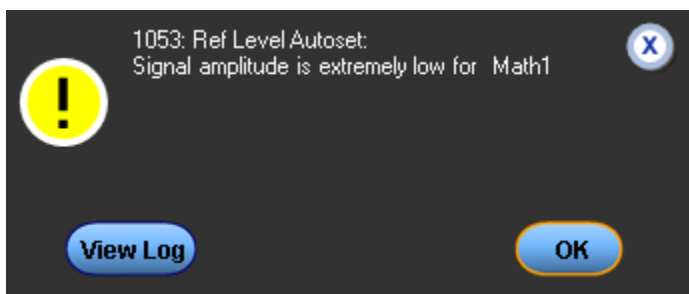 1053: Ref Level Autoset:
Signal amplitude is extremely low for Math1
X
!
View Log
OK